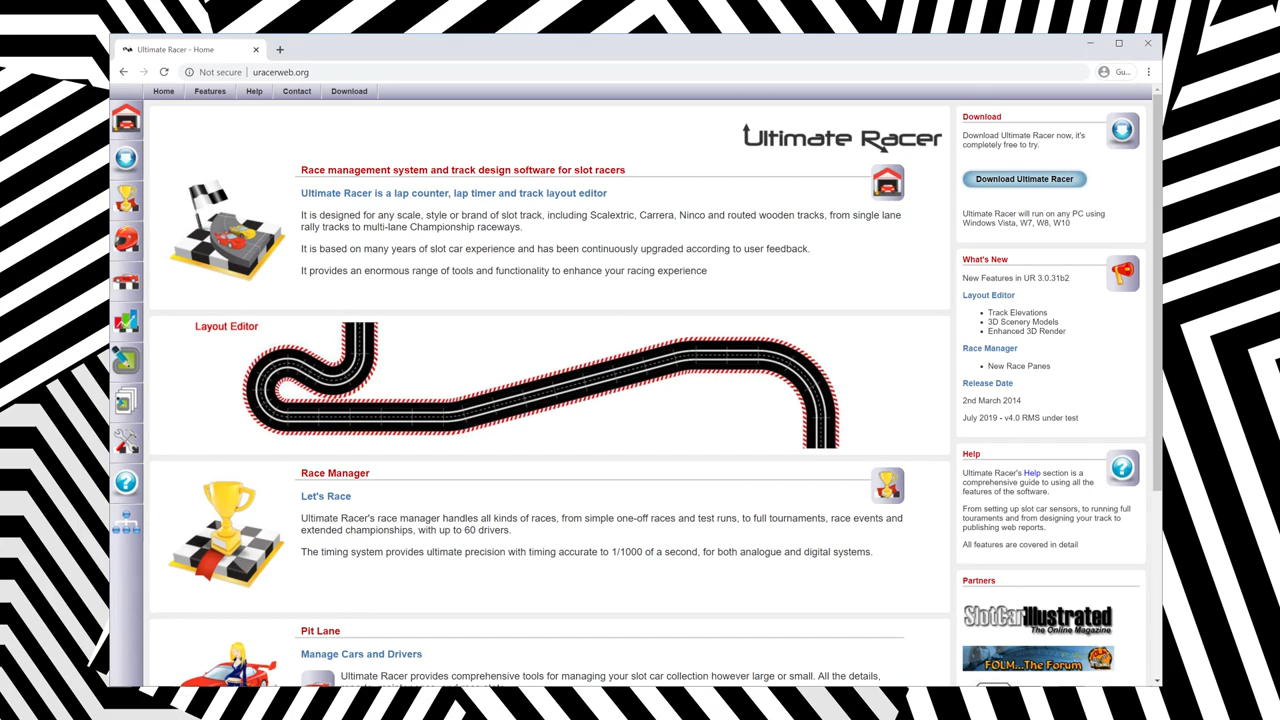 Ultimate Racer - Home
Not secure
uracerweb.org
Gu...
Home
Features
Help
Contact
Download
Ultimate Racer
Race management system and track design software for slot racers
Ultimate Racer is a lap counter, lap timer and track layout editor
It is designed for any scale, style or brand of slot track, including Scalextric, Carrera, Ninco and routed wooden tracks, from single lane
rally tracks to multi-lane Championship raceways.
It is based on many years of slot car experience and has been continuously upgraded according to user feedback.
It provides an enormous range of tools and functionality to enhance your racing experience
Layout Editor
Race Manager
Let's Race
Ultimate Racer's race manager handles all kinds of races, from simple one-off races and test runs, to full tournaments, race events and
extended championships, with up to 60 drivers.
The timing system provides ultimate precision with timing accurate to 1/1000 of a second, for both analogue and digital systems.
Pit Lane
Manage Cars and Drivers
Ultimate Racer provides comprehensive tools for managing your slot car collection however large or small. All the details,
Download
Download Ultimate Racer now, it's
completely free to try.
Download Ultimate Racer
Ultimate Racer will run on any PC using
Windows Vista, W7, W8, W10
What's New
New Features in UR 3.0.31b2
Layout Editor
Track Elevations
3D Scenery Models
Enhanced 3D Render
Race Manager
New Race Panes
Release Date
2nd March 2014
July 2019 - v4.0 RMS under test
Help
Ultimate Racer's Help section is a
comprehensive guide to using all the
features of the software.
From setting up slot car sensors, to running full
touraments and from designing your track to
publishing web reports.
All features are covered in detail
Partners
SlotCarIllustrated
The Online Magazine
FOLM...The Forum